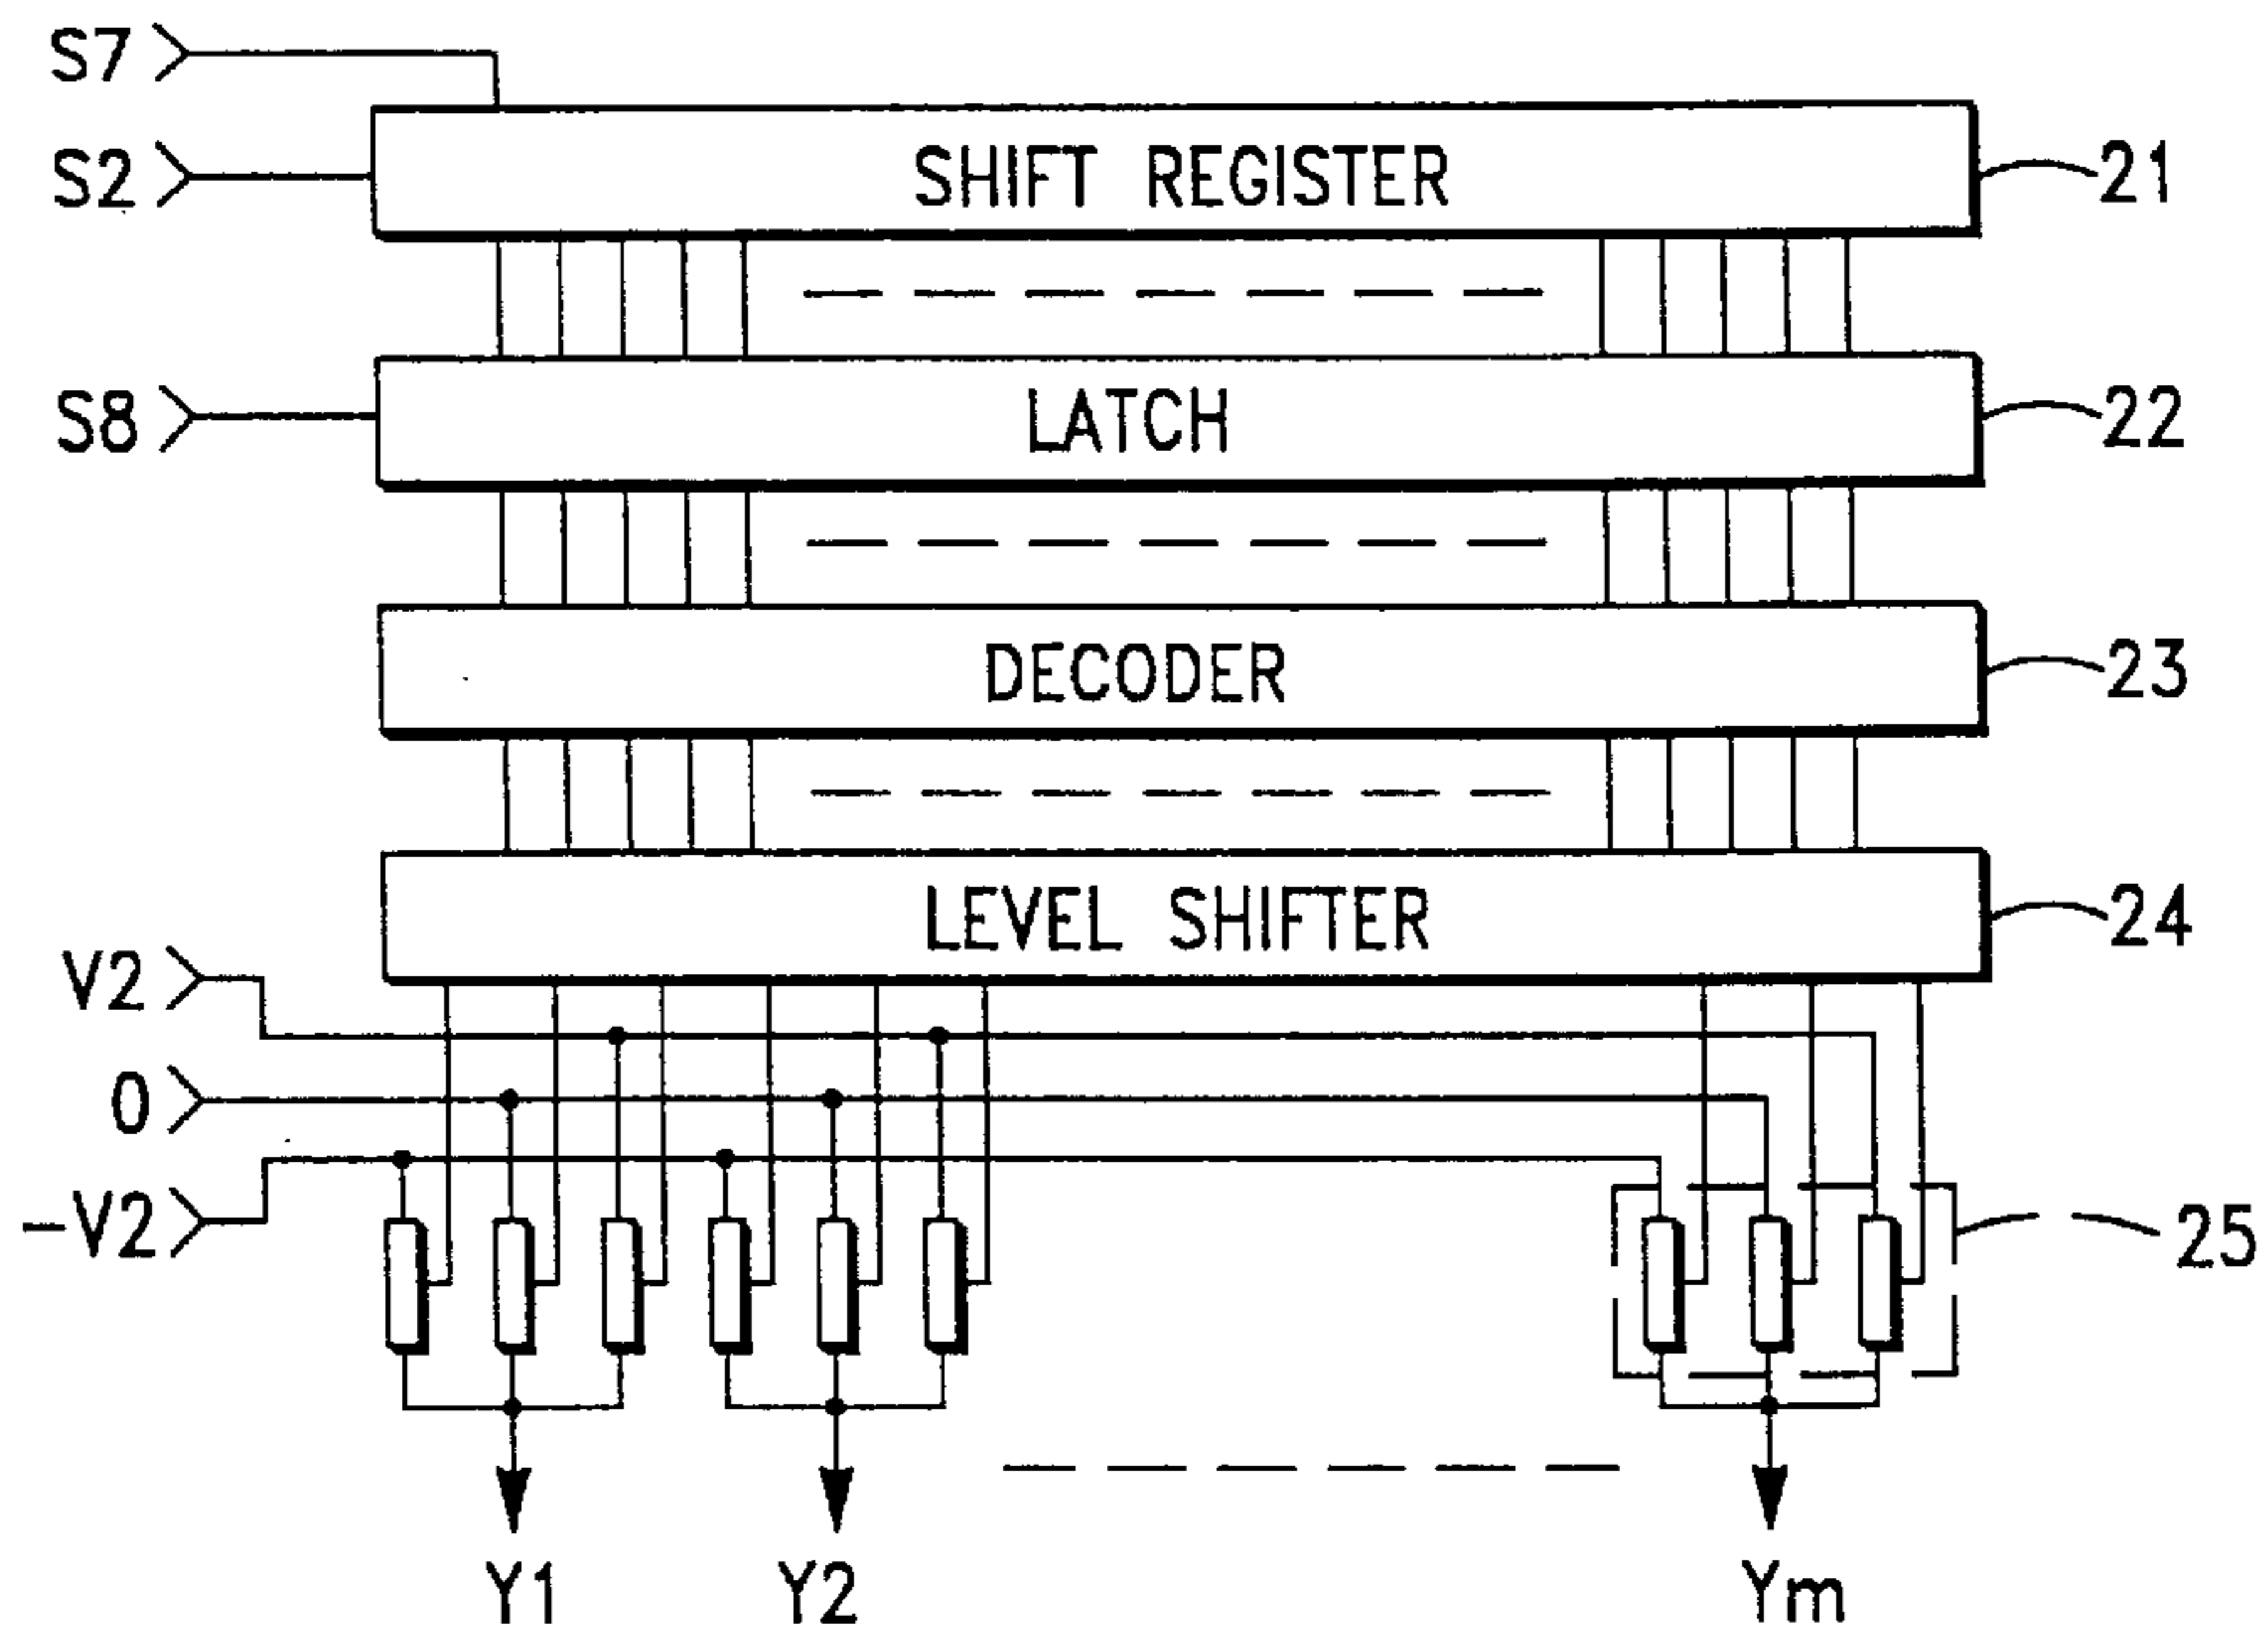 S7
S2
SHIFT REGISTER
21
S8
LATCH
22
DECODER
23
LEVEL SHIFTER
24
V2
0
-V2
25
Y1
Y2
Ym